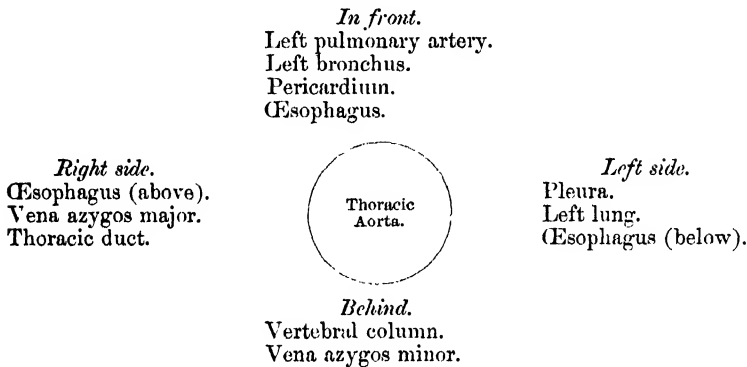 In front.
Left pulmonary artery.
Left bronchus.
Pericardium.
Œsophagus.
Right side.
Œsophagus (above).
Vena azygos major.
Thoracic duct.
Thoracic
Aorta.
Left side.
Pleura.
Left lung.
Œsophagus (below).
Behind.
Vertebral column.
Vena azygos minor.